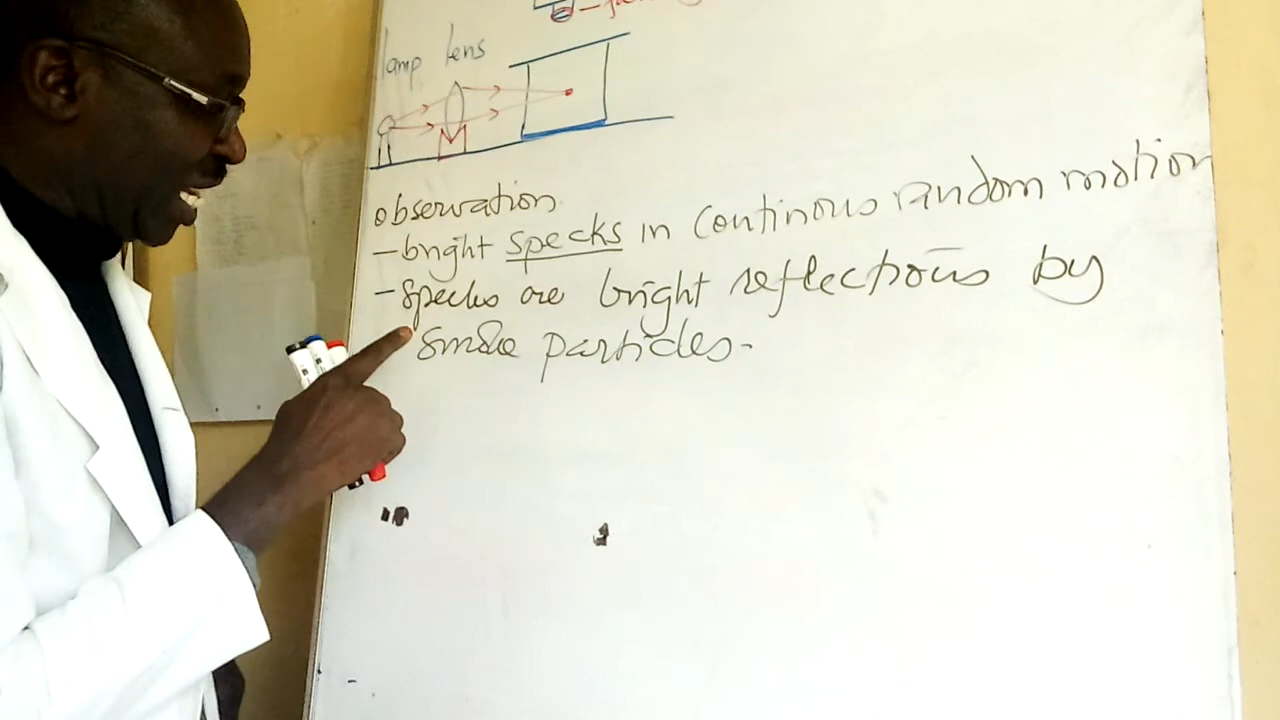 lamp lens
observation
- bright specks in continous random motion
- Specks are bright reflections by
smoke particles.